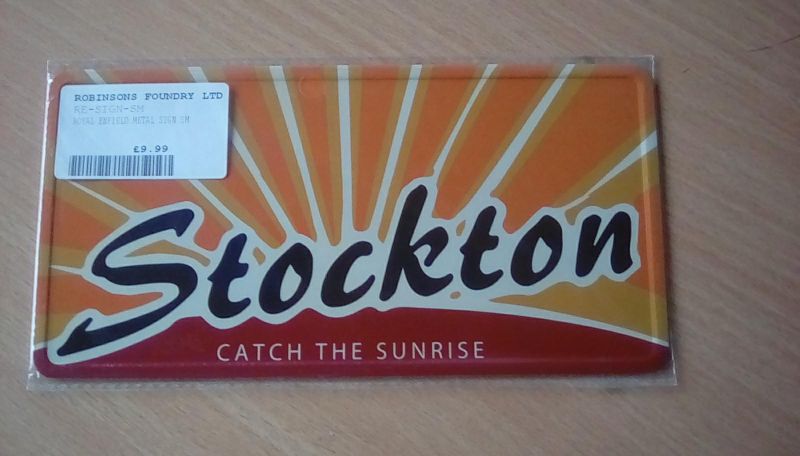 ROBINSONS FOUNDRY LTD
RE-SIGN-SM
ROYAL ENFIELD METAL SIGN SM
£9.99
Stockton
CATCH THE SUNRISE